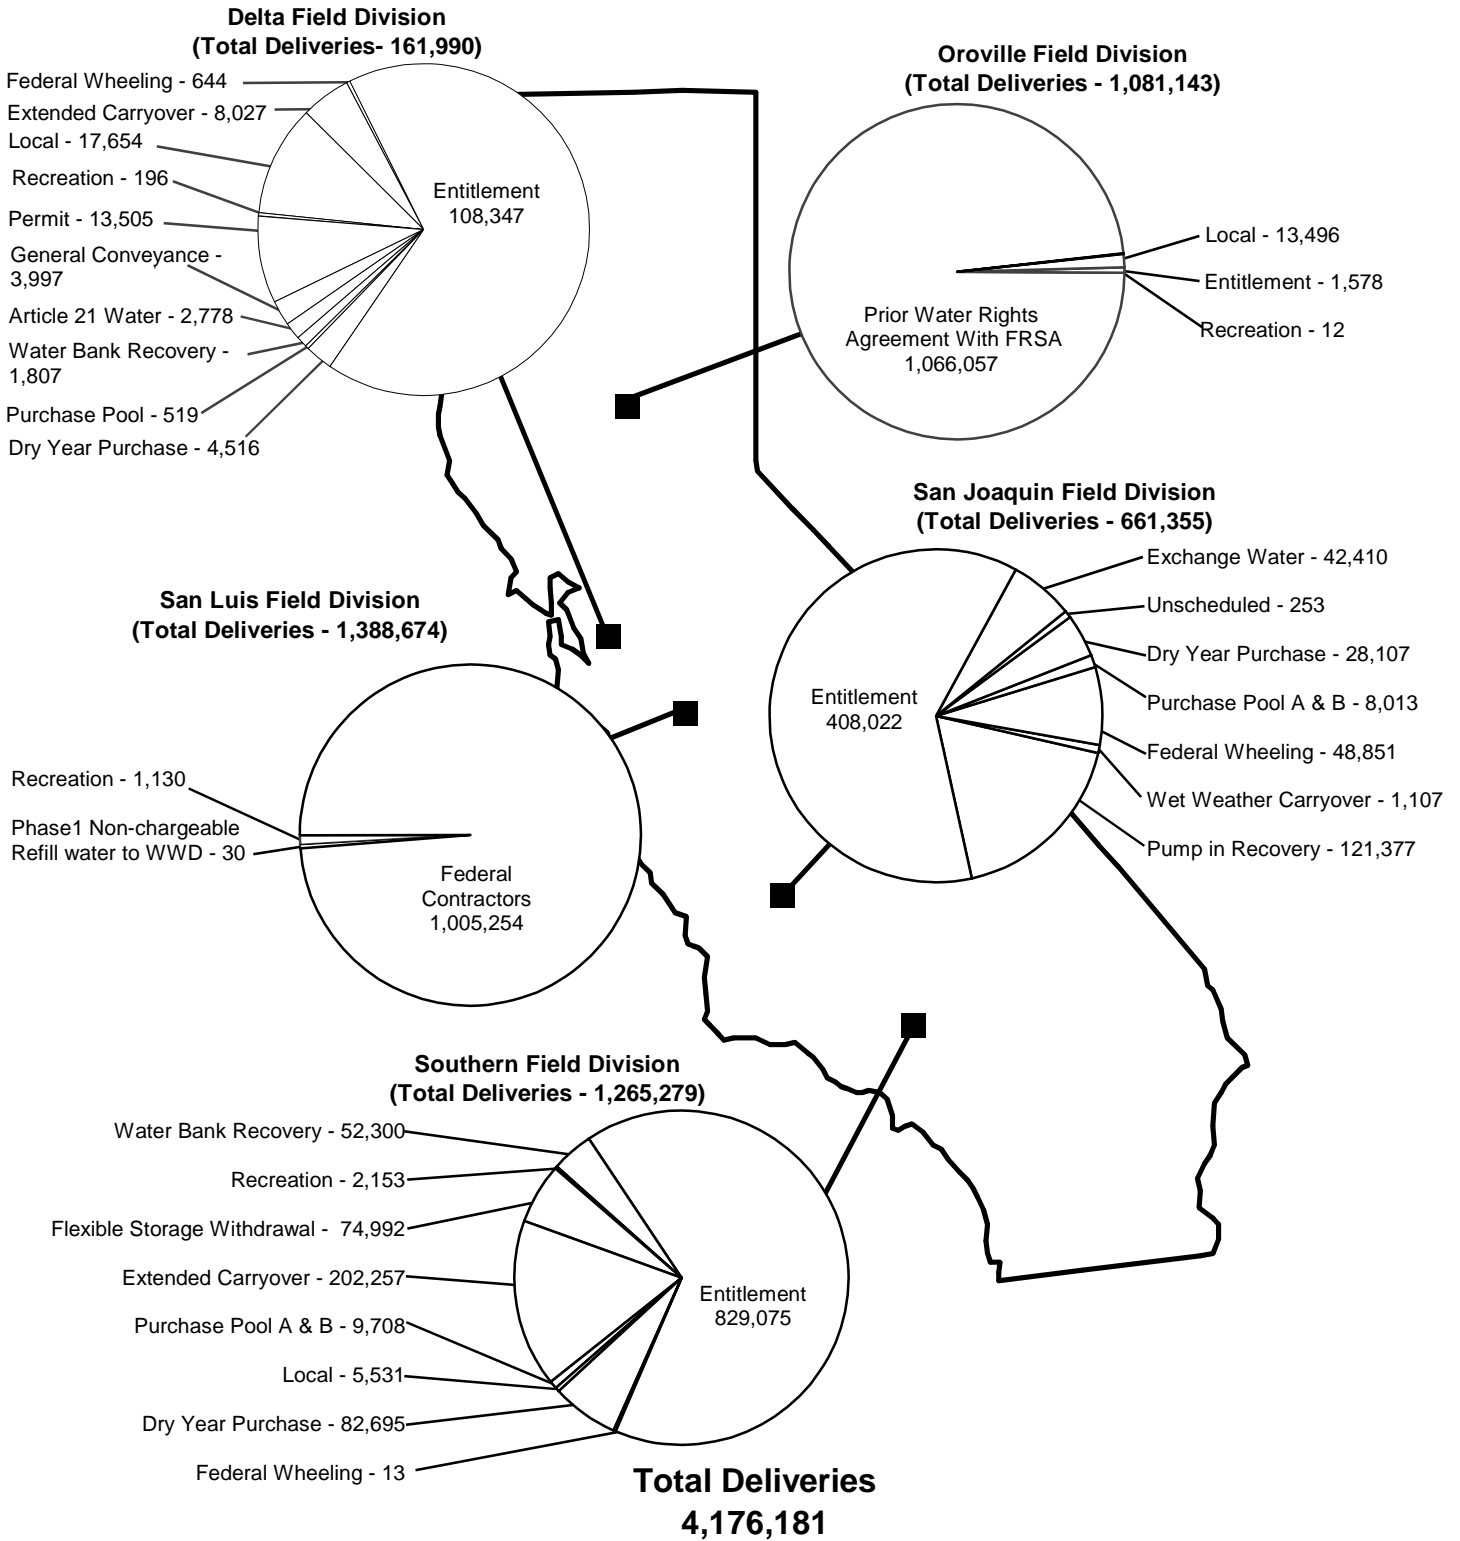 Delta Field Division
(Total Deliveries- 161,990)
Federal Wheeling - 644
Extended Carryover - 8,027
Local - 17,654
Recreation - 196
Permit - 13,505
General Conveyance -
3,997
Article 21 Water - 2,778
Water Bank Recovery -
1,807
Purchase Pool - 519
Dry Year Purchase - 4,516
Entitlement
108,347
Oroville Field Division
(Total Deliveries - 1,081,143)
Local - 13,496
Entitlement - 1,578
Recreation - 12
Prior Water Rights
Agreement With FRSA
1,066,057
San Joaquin Field Division
(Total Deliveries - 661,355)
Exchange Water - 42,410
Unscheduled - 253
Dry Year Purchase - 28,107
Purchase Pool A & B - 8,013
Federal Wheeling - 48,851
Wet Weather Carryover - 1,107
Pump in Recovery - 121,377
Entitlement
408,022
San Luis Field Division
(Total Deliveries - 1,388,674)
Recreation - 1,130
Phase1 Non-chargeable
Refill water to WWD - 30
Federal
Contractors
1,005,254
Southern Field Division
(Total Deliveries - 1,265,279)
Water Bank Recovery - 52,300
Recreation - 2,153
Flexible Storage Withdrawal - 74,992
Extended Carryover - 202,257
Purchase Pool A & B - 9,708
Local - 5,531
Dry Year Purchase - 82,695
Federal Wheeling - 13
Entitlement
829,075
Total Deliveries
4,176,181